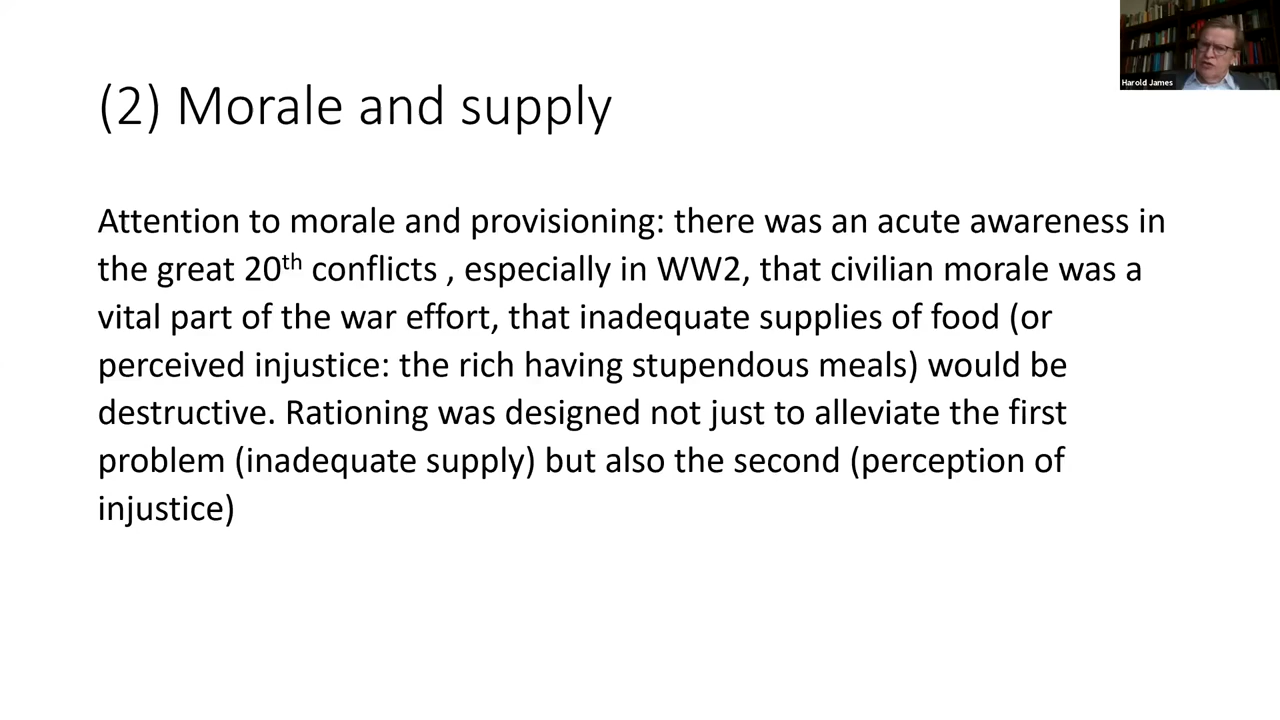 Harold James
(2) Morale and supply
Attention to morale and provisioning: there was an acute awareness in
the great 20th conflicts , especially in WW2, that civilian morale was a
vital part of the war effort, that inadequate supplies of food (or
perceived injustice: the rich having stupendous meals) would be
destructive. Rationing was designed not just to alleviate the first
problem (inadequate supply) but also the second (perception of
injustice)